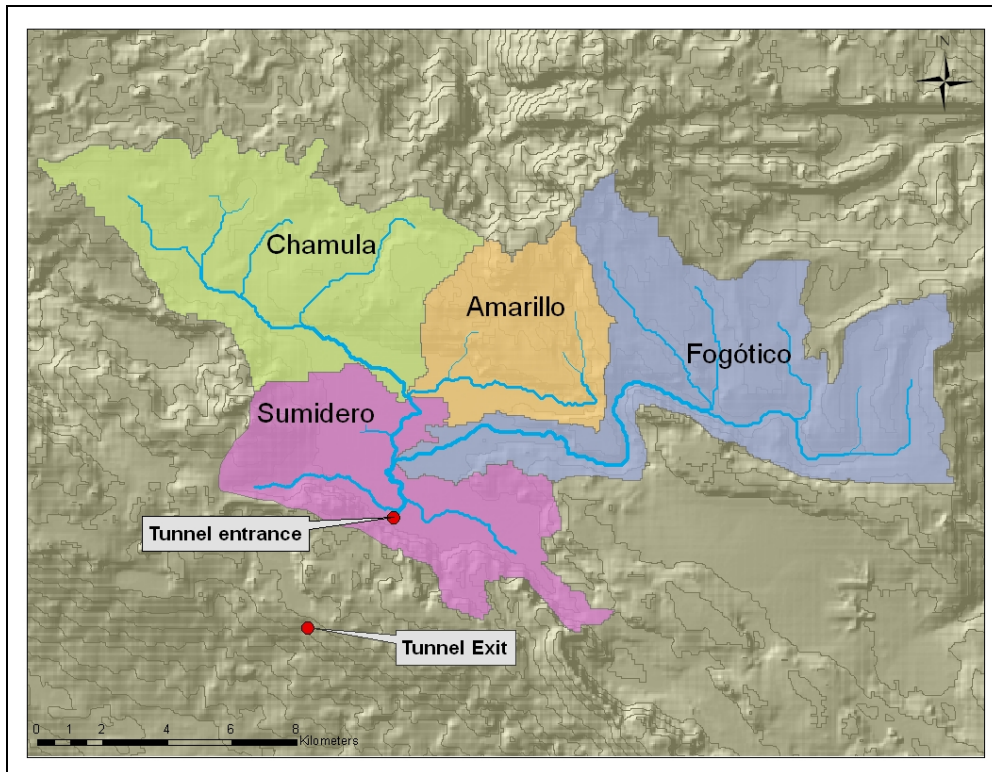 N
Chamula
Amarillo
Fogótico
Sumidero
Tunnel entrance
Tunnel Exit
0 1 2 4 6 8
Kilometers